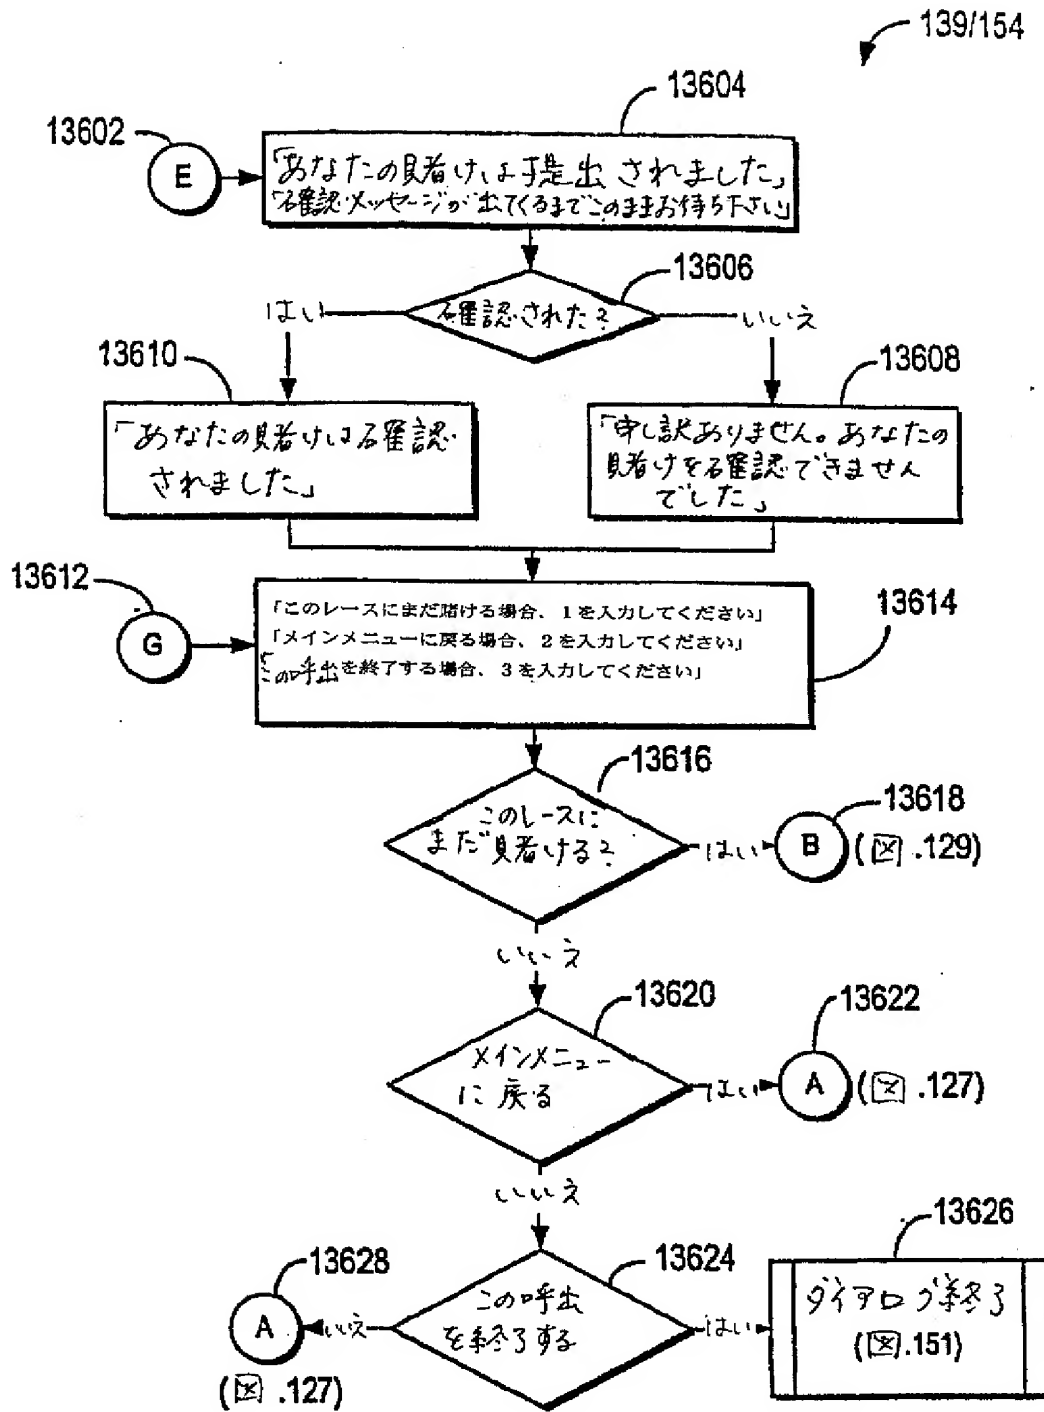 139/154
13604
13602
E
「あなたの賭けは提出されました」
「確認メッセージが出てくるまでこのままお待ち下さい」
13606
確認された?
はい
いいえ
13610
13608
「あなたの賭けは確認
されました」
「申し訳ありません。あなたの
賭けを確認できません
でした」
13612
G
13614
「このレースにまだ賭ける場合、1を入力してください」
「メインメニューに戻る場合、2を入力してください」
「この呼出を終了する場合、3を入力してください」
13616
このレースに
まだ賭ける?
はい
13618
B
(図.129)
いいえ
13620
メインメニュー
に戻る
はい
13622
A
(図.127)
いいえ
13624
この呼出
を終了する
はい
13626
ダイアログ終了
(図.151)
13628
いいえ
A
(図.127)